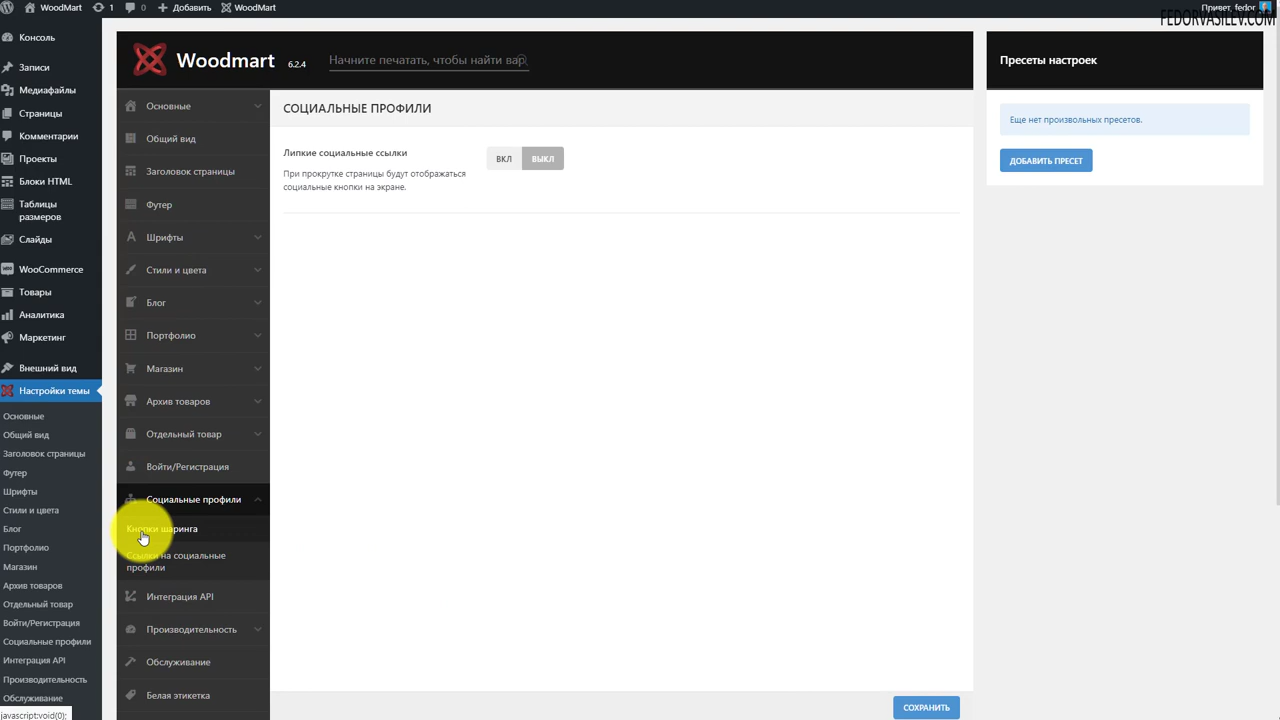 WoodMart
1
0
Добавить
WoodMart
Привет, fedor
FEDORVASILEV.COM
Консоль
Записи
Медиафайлы
Страницы
Комментарии
Проекты
Блоки HTML
Таблицы
размеров
Слайды
WooCommerce
Товары
Аналитика
Маркетинг
Внешний вид
Настройки темы
Основные
Общий вид
Заголовок страницы
Футер
Шрифты
Стили и цвета
Блог
Портфолио
Магазин
Архив товаров
Отдельный товар
Войти/Регистрация
Социальные профили
Интеграция API
Производительность
Обслуживание
javascript:void(0);
Woodmart
6.2.4
Начните печатать, чтобы найти вар
Основные
Общий вид
Заголовок страницы
Футер
Шрифты
Стили и цвета
Блог
Портфолио
Магазин
Архив товаров
Отдельный товар
Войти/Регистрация
Социальные профили
Кнопки шаринга
Ссылки на социальные
профили
Интеграция API
Производительность
Обслуживание
Белая этикетка
СОЦИАЛЬНЫЕ ПРОФИЛИ
Липкие социальные ссылки
При прокрутке страницы будут отображаться
социальные кнопки на экране.
ВКЛ
ВЫКЛ
СОХРАНИТЬ
Пресеты настроек
Еще нет произвольных пресетов.
ДОБАВИТЬ ПРЕСЕТ